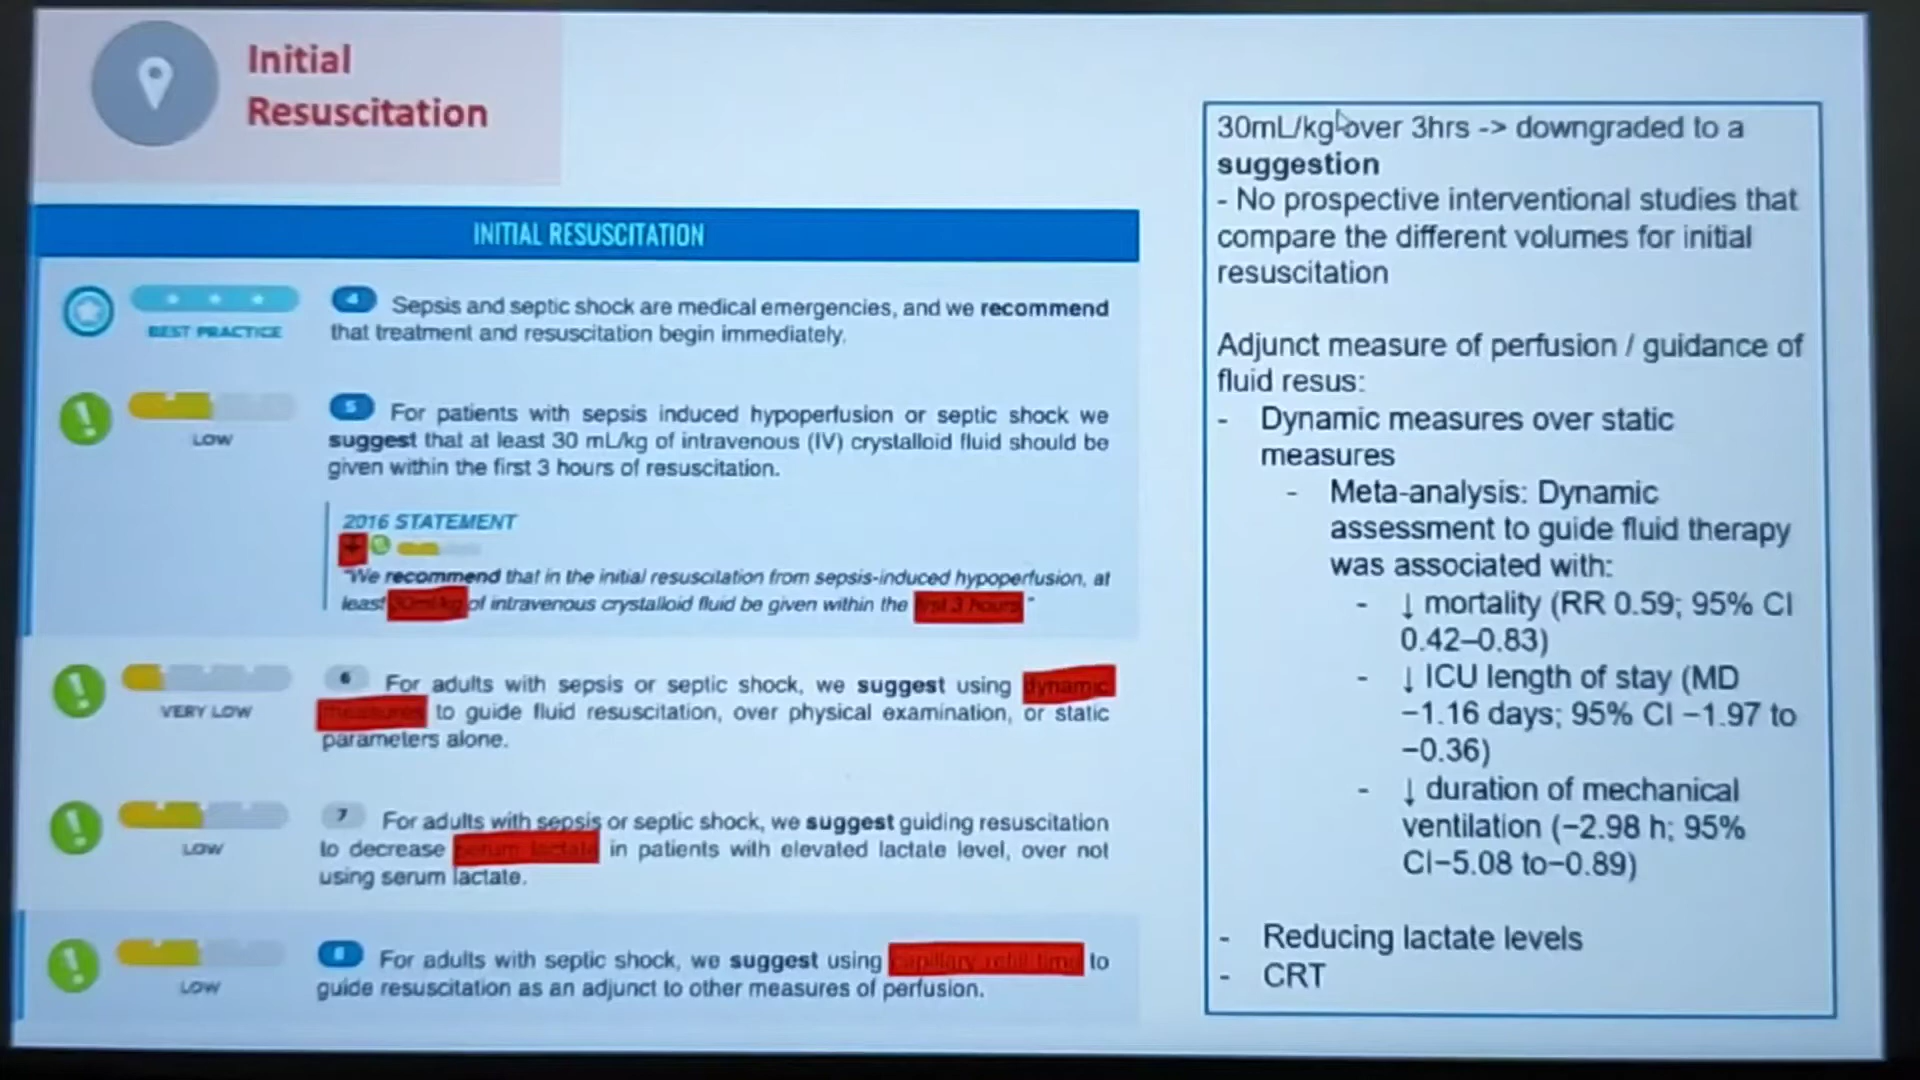 Initial
Resuscitation
INITIAL RESUSCITATION
BEST PRACTICE
4 Sepsis and septic shock are medical emergencies, and we recommend
that treatment and resuscitation begin immediately.
LOW
5 For patients with sepsis induced hypoperfusion or septic shock we
suggest that at least 30 mL/kg of intravenous (IV) crystalloid fluid should be
given within the first 3 hours of resuscitation.
2016 STATEMENT
"We recommend that in the initial resuscitation from sepsis-induced hypoperfusion, at
least 30mL/kg of intravenous crystalloid fluid be given within the first 3 hours"
VERY LOW
6 For adults with sepsis or septic shock, we suggest using dynamic
measures to guide fluid resuscitation, over physical examination, or static
parameters alone.
LOW
7 For adults with sepsis or septic shock, we suggest guiding resuscitation
to decrease serum lactate in patients with elevated lactate level, over not
using serum lactate.
LOW
8 For adults with septic shock, we suggest using capillary refill time to
guide resuscitation as an adjunct to other measures of perfusion.
30mL/kg over 3hrs -> downgraded to a
suggestion
- No prospective interventional studies that
compare the different volumes for initial
resuscitation
Adjunct measure of perfusion / guidance of
fluid resus:
- Dynamic measures over static
measures
- Meta-analysis: Dynamic
assessment to guide fluid therapy
was associated with:
- ↓ mortality (RR 0.59; 95% CI
0.42–0.83)
- ↓ ICU length of stay (MD
−1.16 days; 95% CI −1.97 to
−0.36)
- ↓ duration of mechanical
ventilation (−2.98 h; 95%
CI−5.08 to−0.89)
- Reducing lactate levels
- CRT